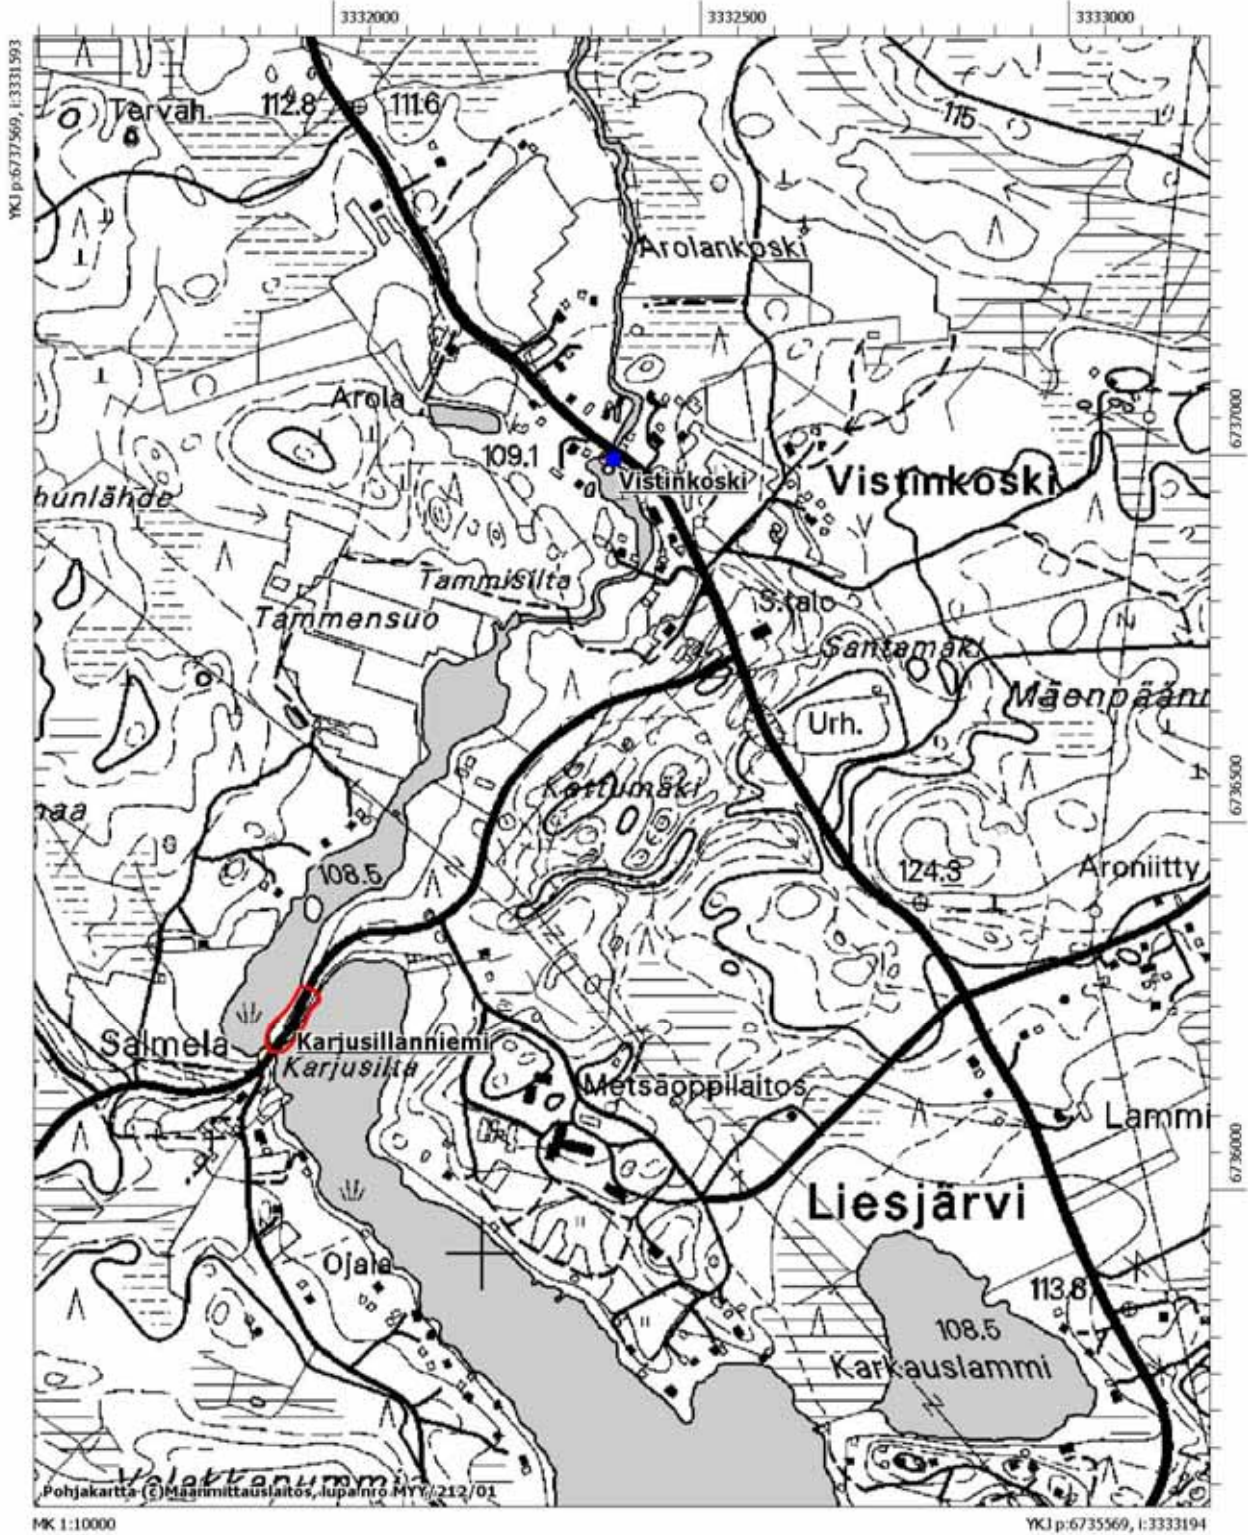 3332000
3332500
3333000
YKJ p:6737569, i:3331593
Tervah.
112.8
111.6
115
Arolankoski
Arola
109.1
6737000
Vistinkoski
Vistinkoski
hunlähde
Tammisilta
Tammensuo
S.talo
Santamäki
Mäenpään
Urh.
Kettumäki
6736500
naa
108.5
124.3
Aroniitty
Salmela
Karjusillanniemi
Karjusilta
Metsäoppilaitos
Lammi
6736000
Liesjärvi
Ojala
113.8
108.5
Karkauslammi
Pohjakartta (c)Maanmittauslaitos, lupa nro MYY/212/01
MK 1:10000
YKJ p:6735569, i:3333194